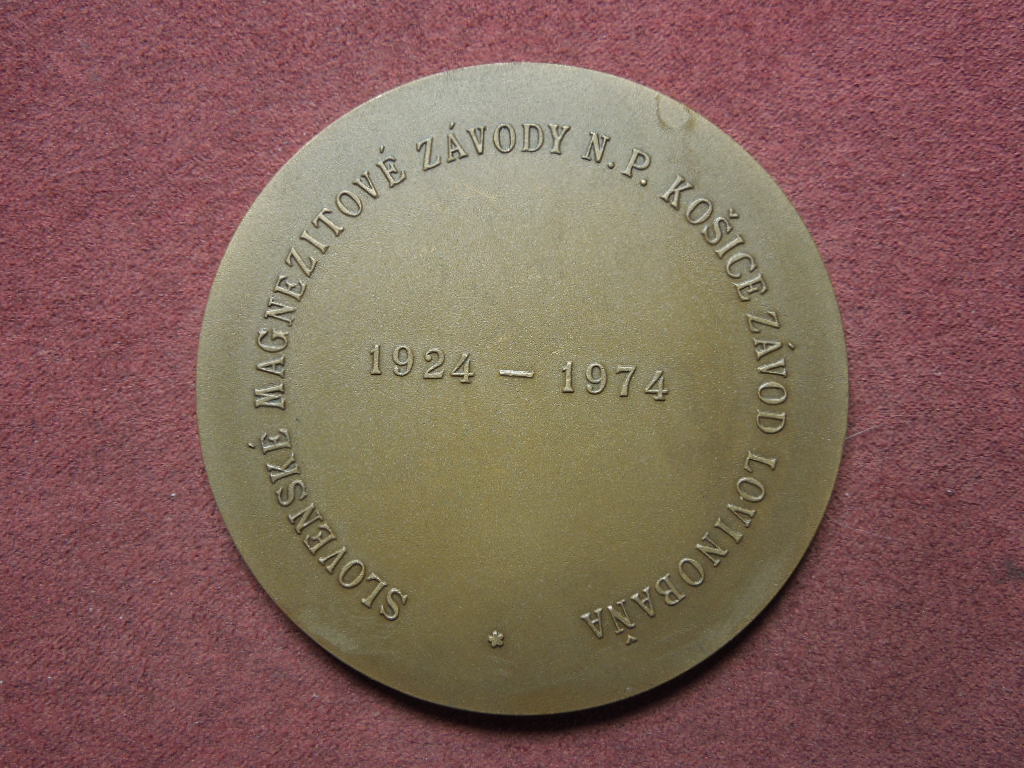 SLOVENSKÉ MAGNEZITOVÉ ZÁVODY N.P. KOŠICE ZÁVOD LOVINOBAŇA
1924 — 1974